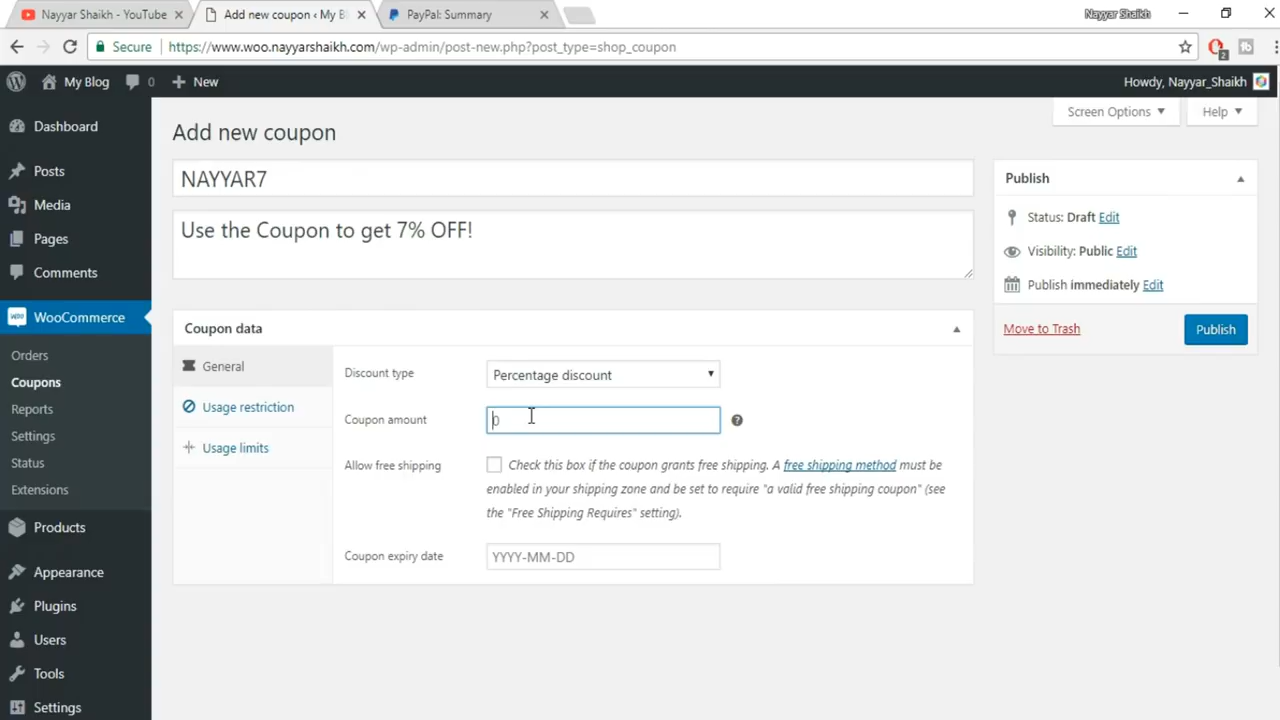 Nayyar Shaikh - YouTube
Add new coupon ‹ My B
PayPal: Summary
Nayyar Shaikh
Secure
https://www.woo.nayyarshaikh.com/wp-admin/post-new.php?post_type=shop_coupon
2
My Blog
0
New
Howdy, Nayyar_Shaikh
Screen Options
Help
Dashboard
Posts
Media
Pages
Comments
WooCommerce
Orders
Coupons
Reports
Settings
Status
Extensions
Products
Appearance
Plugins
Users
Tools
Settings
Add new coupon
NAYYAR7
Use the Coupon to get 7% OFF!
Coupon data
General
Usage restriction
Usage limits
Discount type
Percentage discount
Coupon amount
0
Allow free shipping
Check this box if the coupon grants free shipping. A free shipping method must be
enabled in your shipping zone and be set to require "a valid free shipping coupon" (see
the "Free Shipping Requires" setting).
Coupon expiry date
YYYY-MM-DD
Publish
Status: Draft Edit
Visibility: Public Edit
Publish immediately Edit
Move to Trash
Publish